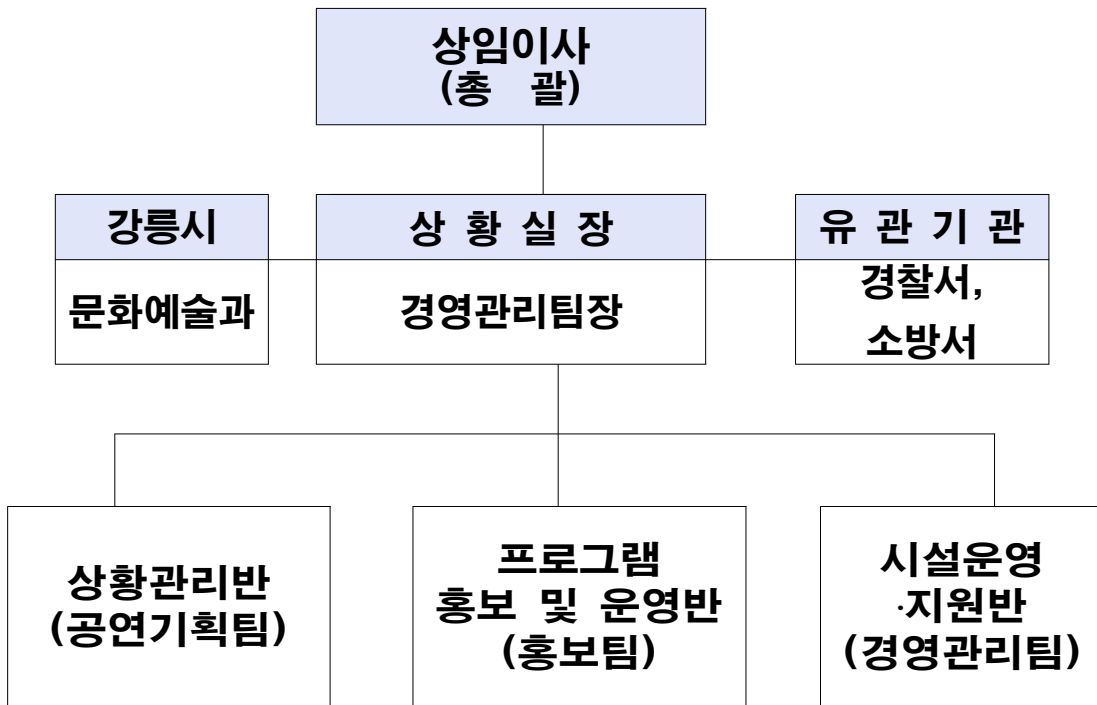 상임이사
(총 괄)
강릉시
상 황 실 장
유 관 기 관
문화예술과
경영관리팀장
경찰서,
소방서
상황관리반
(공연기획팀)
프로그램
홍보 및 운영반
(홍보팀)
시설운영
·지원반
(경영관리팀)